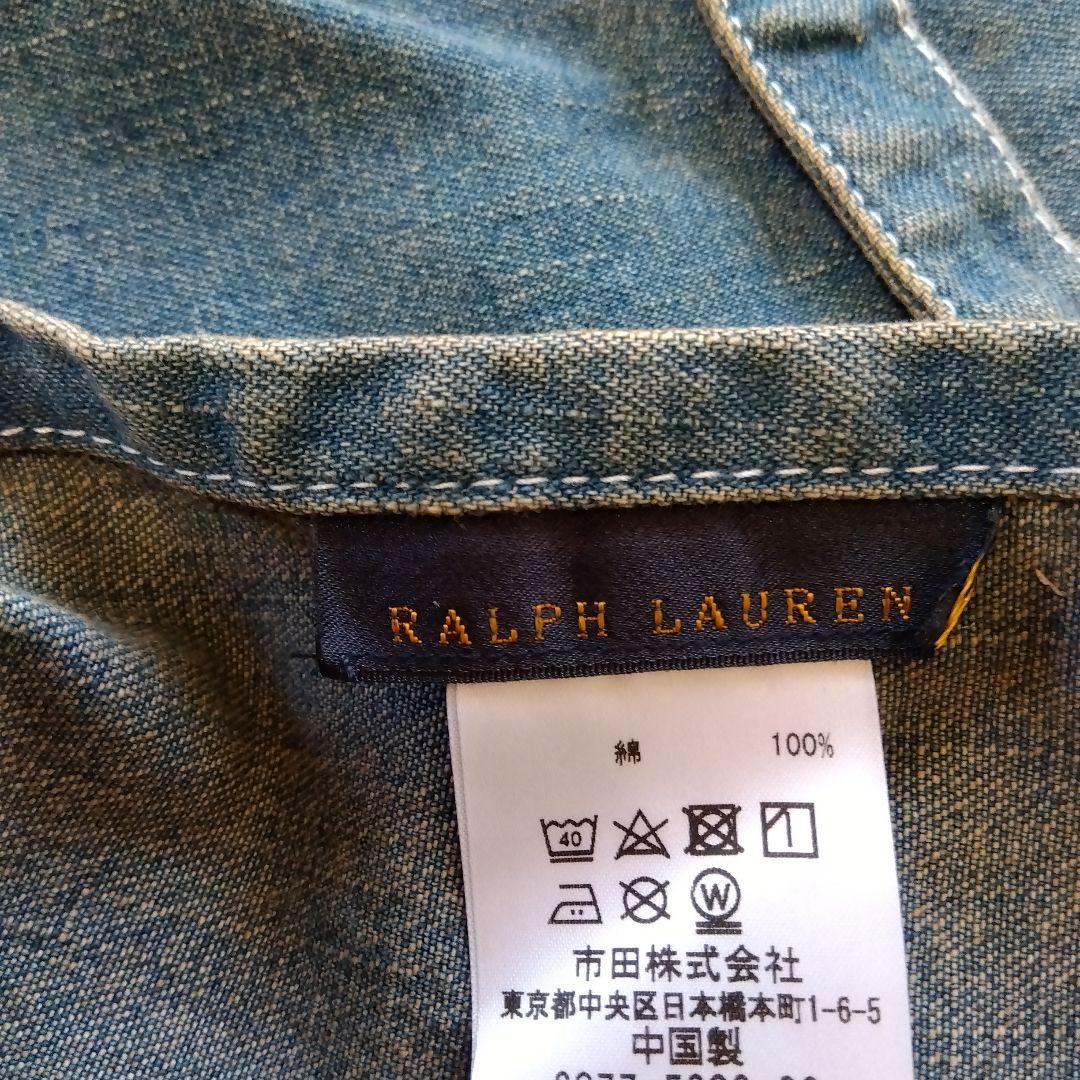 RALPH LAUREN
綿 100%
40
W
市田株式会社
東京都中央区日本橋本町1-6-5
中国製